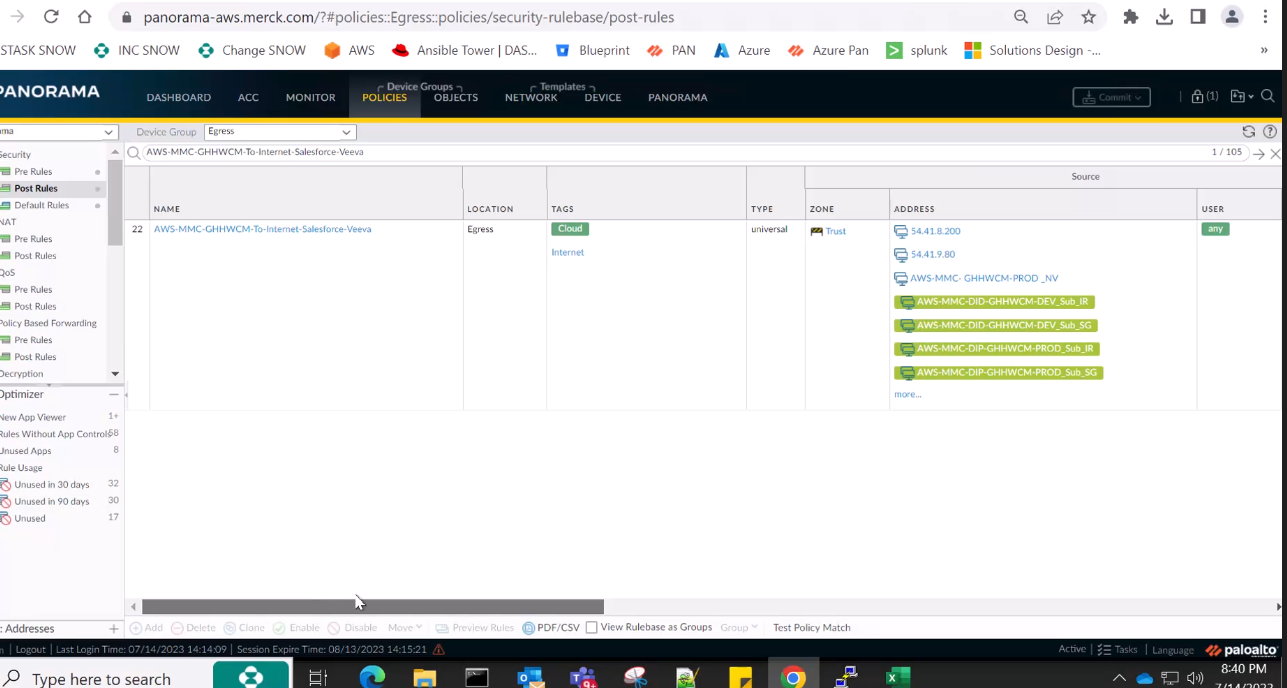 panorama-aws.merck.com/?#policies::Egress::policies/security-rulebase/post-rules
STASK SNOW INC SNOW Change SNOW AWS Ansible Tower | DAS... Blueprint PAN Azure Azure Pan splunk Solutions Design -... »
PANORAMA
Device Groups Templates
DASHBOARD ACC MONITOR POLICIES OBJECTS NETWORK DEVICE PANORAMA Commit (1)
ma Device Group Egress
AWS-MMC-GHHWCM-To-Internet-Salesforce-Veeva 1 / 105
Security
Pre Rules
Post Rules
Default Rules
NAT
Pre Rules
Post Rules
QoS
Pre Rules
Post Rules
Policy Based Forwarding
Pre Rules
Post Rules
Decryption
Optimizer
New App Viewer 1+
Rules Without App Controls 58
Unused Apps 8
Rule Usage
Unused in 30 days 32
Unused in 90 days 30
Unused 17
: Addresses
Source
NAME LOCATION TAGS TYPE ZONE ADDRESS USER
22 AWS-MMC-GHHWCM-To-Internet-Salesforce-Veeva Egress Cloud universal Trust 54.41.8.200 any
Internet 54.41.9.80
AWS-MMC- GHHWCM-PROD _NV
AWS-MMC-DID-GHHWCM-DEV_Sub_IR
AWS-MMC-DID-GHHWCM-DEV_Sub_SG
AWS-MMC-DIP-GHHWCM-PROD_Sub_IR
AWS-MMC-DIP-GHHWCM-PROD_Sub_SG
more...
Add Delete Clone Enable Disable Move Preview Rules PDF/CSV View Rulebase as Groups Group Test Policy Match
| Logout | Last Login Time: 07/14/2023 14:14:09 | Session Expire Time: 08/13/2023 14:15:21 Active | Tasks | Language paloalto
Type here to search 8:40 PM
7/14/2023